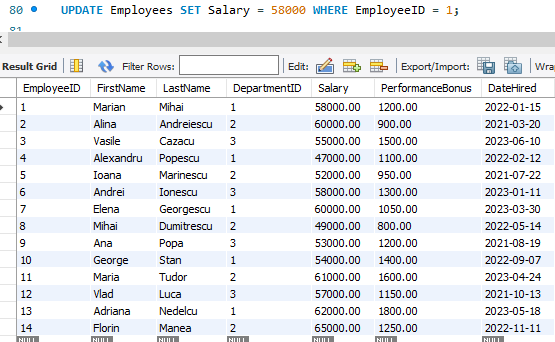 80 UPDATE Employees SET Salary = 58000 WHERE EmployeeID = 1;
81
Result Grid Filter Rows: Edit: Export/Import: Wrap
EmployeeID FirstName LastName DepartmentID Salary PerformanceBonus DateHired
1 Marian Mihai 1 58000.00 1200.00 2022-01-15
2 Alina Andreiescu 2 60000.00 900.00 2021-03-20
3 Vasile Cazacu 3 55000.00 1500.00 2023-06-10
4 Alexandru Popescu 1 47000.00 1100.00 2022-02-12
5 Ioana Marinescu 2 52000.00 950.00 2021-07-22
6 Andrei Ionescu 3 58000.00 1300.00 2023-01-11
7 Elena Georgescu 1 60000.00 1050.00 2023-03-30
8 Mihai Dumitrescu 2 49000.00 800.00 2022-05-14
9 Ana Popa 3 53000.00 1200.00 2021-08-19
10 George Stan 1 54000.00 1400.00 2022-09-07
11 Maria Tudor 2 61000.00 1600.00 2023-04-24
12 Vlad Luca 3 57000.00 1150.00 2021-10-13
13 Adriana Nedelcu 1 62000.00 1800.00 2023-05-18
14 Florin Manea 2 65000.00 1250.00 2022-11-11
NULL NULL NULL NULL NULL NULL NULL